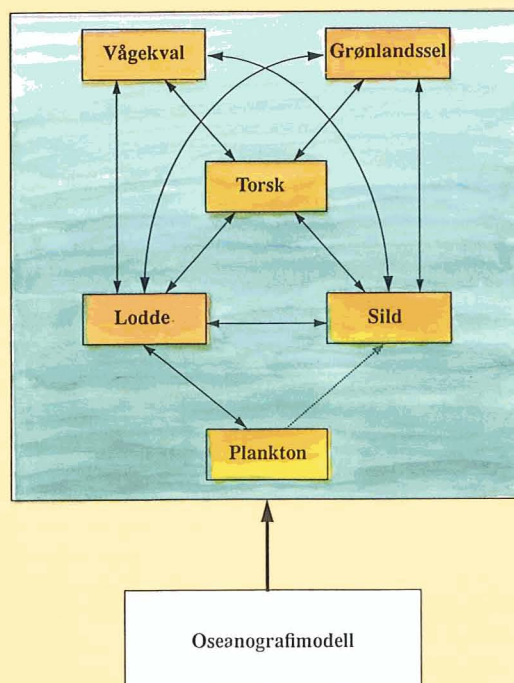 Vågekval
Grønlandssel
Torsk
Lodde
Sild
Plankton
Oseanografimodell